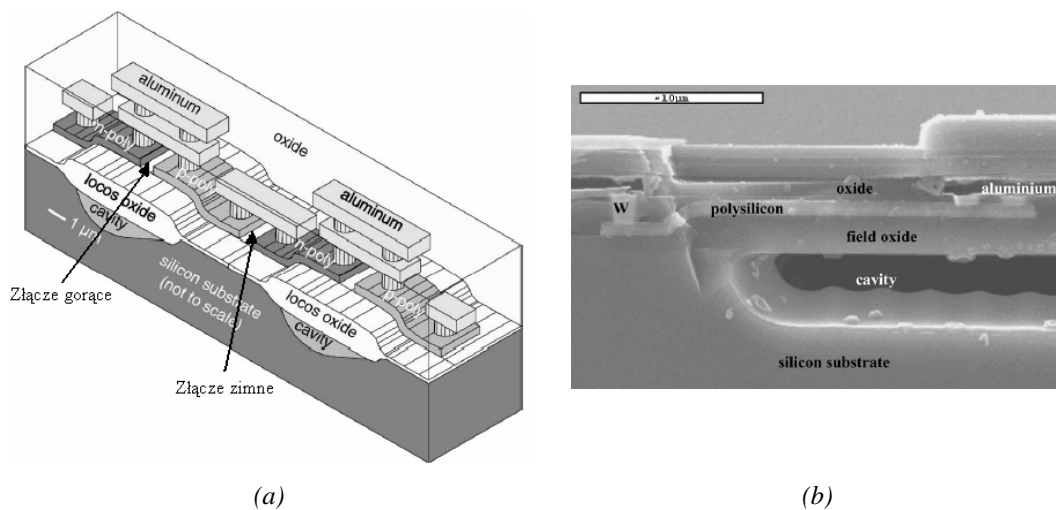 aluminum
oxide
n-poly
p-poly
aluminum
locos oxide
cavity
1 µm
n-poly
silicon substrate
(not to scale)
p-poly
locos oxide
cavity
Złącze gorące
Złącze zimne
(a)
~10µm
oxide
aluminium
W
polysilicon
field oxide
cavity
silicon substrate
(b)